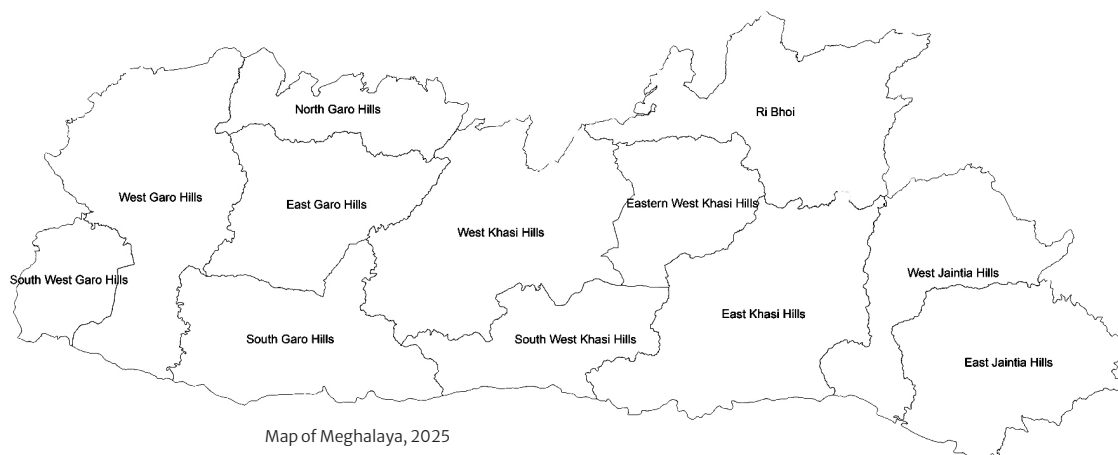 North Garo Hills
Ri Bhoi
West Garo Hills
East Garo Hills
Eastern West Khasi Hills
West Khasi Hills
South West Garo Hills
West Jaintia Hills
East Khasi Hills
South Garo Hills
South West Khasi Hills
East Jaintia Hills
Map of Meghalaya, 2025